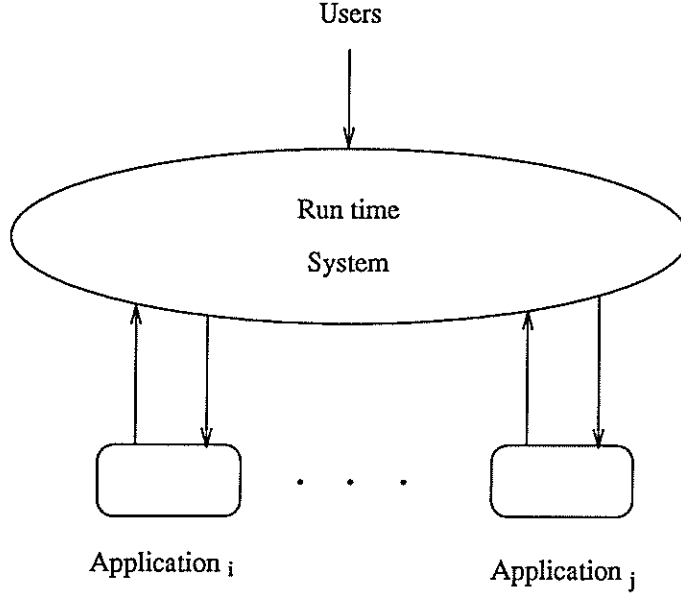 Users
Run time
System
. . .
Application i
Application j